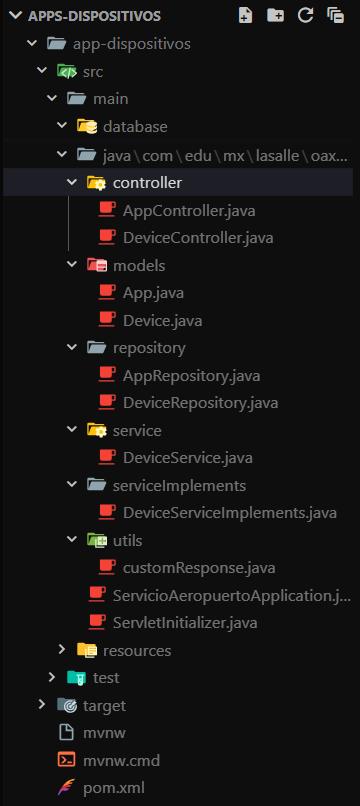 APPS-DISPOSITIVOS
app-dispositivos
src
main
database
java\com\edu\mx\lasalle\oax...
controller
AppController.java
DeviceController.java
models
App.java
Device.java
repository
AppRepository.java
DeviceRepository.java
service
DeviceService.java
serviceImplements
DeviceServiceImplements.java
utils
customResponse.java
ServicioAeropuertoApplication.j...
ServletInitializer.java
resources
test
target
mvnw
mvnw.cmd
pom.xml